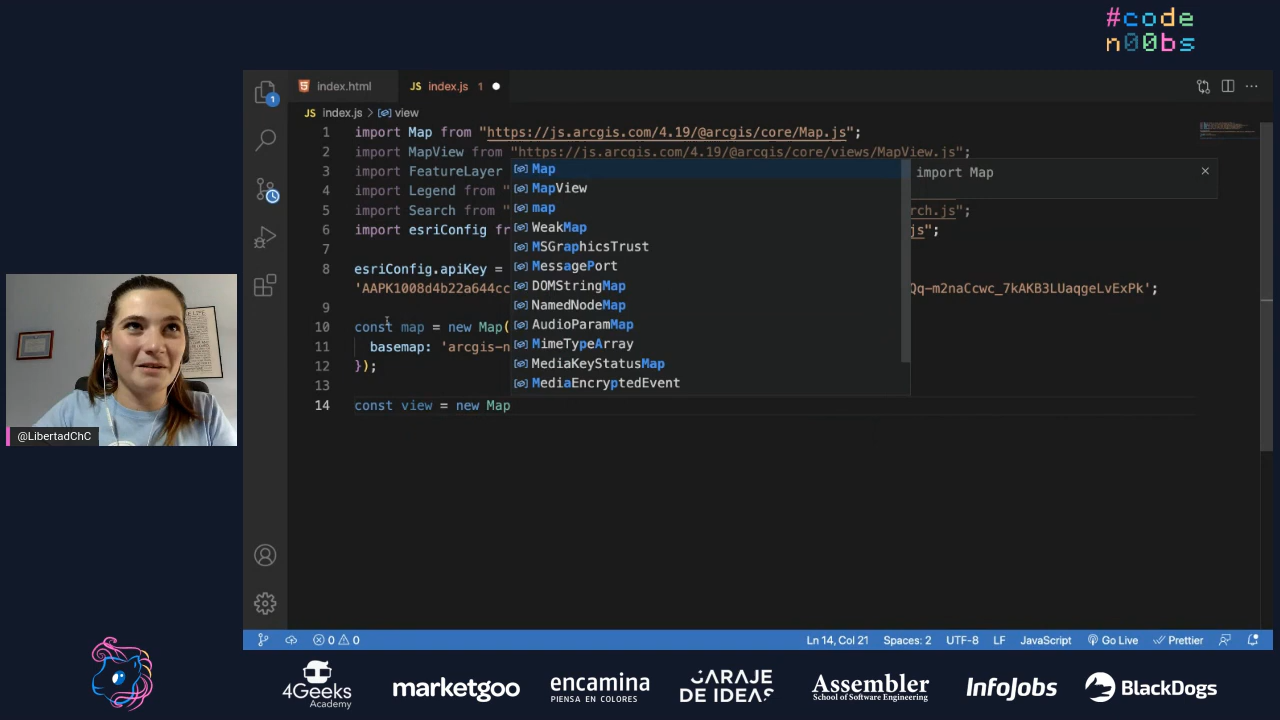 #code
n00bs
index.html
JS index.js 1
JS index.js > view
1 import Map from "https://js.arcgis.com/4.19/@arcgis/core/Map.js";
2 import MapView from "https://js.arcgis.com/4.19/@arcgis/core/views/MapView.js";
3 import FeatureLayer
4 import Legend from "
5 import Search from " rch.js";
6 import esriConfig fr js";
7
8 esriConfig.apiKey =
'AAPK1008d4b22a644cc Qq-m2naCcwc_7kAKB3LUaqgeLvExPk';
9
10 const map = new Map(
11 basemap: 'arcgis-n
12 });
13
14 const view = new Map
Map
MapView
map
WeakMap
MSGraphicsTrust
MessagePort
DOMStringMap
NamedNodeMap
AudioParamMap
MimeTypeArray
MediaKeyStatusMap
MediaEncryptedEvent
import Map
@LibertadChC
0 0 Ln 14, Col 21 Spaces: 2 UTF-8 LF JavaScript Go Live Prettier
4Geeks
Academy
marketgoo
encamina
PIENSA EN COLORES
GARAJE
DE IDEAS
Assembler
School of Software Engineering
InfoJobs
BlackDogs